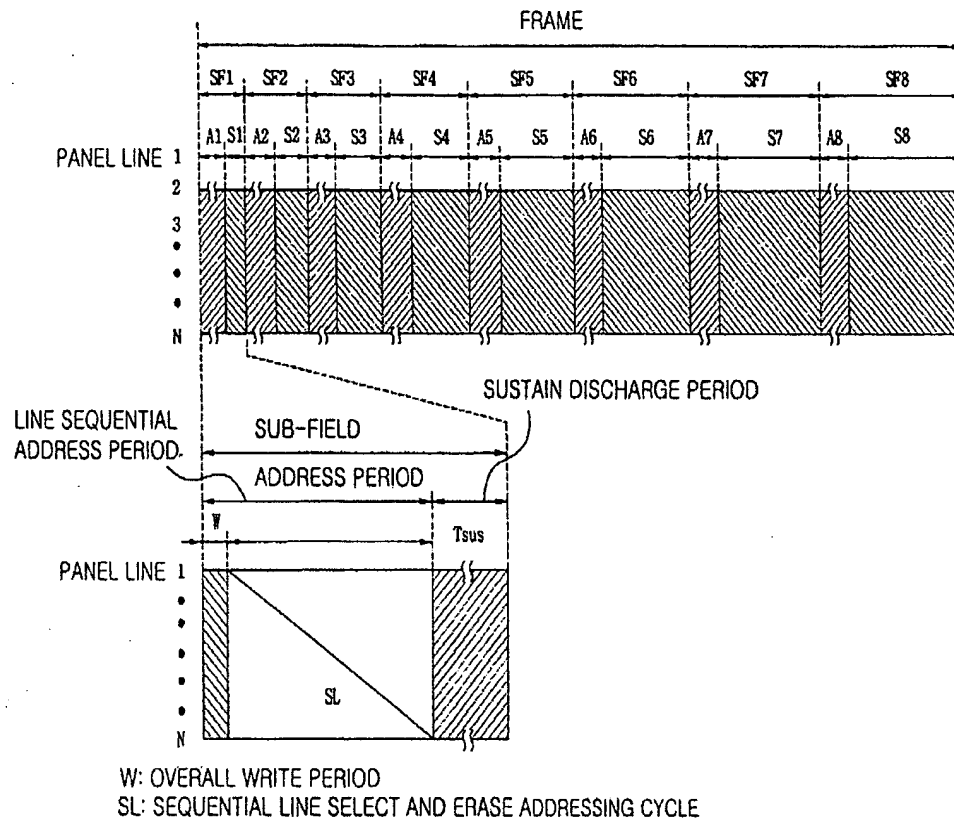 FRAME
SF1 SF2 SF3 SF4 SF5 SF6 SF7 SF8
A1 S1 A2 S2 A3 S3 A4 S4 A5 S5 A6 S6 A7 S7 A8 S8
PANEL LINE 1
2
3
N
SUSTAIN DISCHARGE PERIOD
LINE SEQUENTIAL
ADDRESS PERIOD.
SUB-FIELD
ADDRESS PERIOD
W
Tsus
PANEL LINE 1
SL
N
W: OVERALL WRITE PERIOD
SL: SEQUENTIAL LINE SELECT AND ERASE ADDRESSING CYCLE